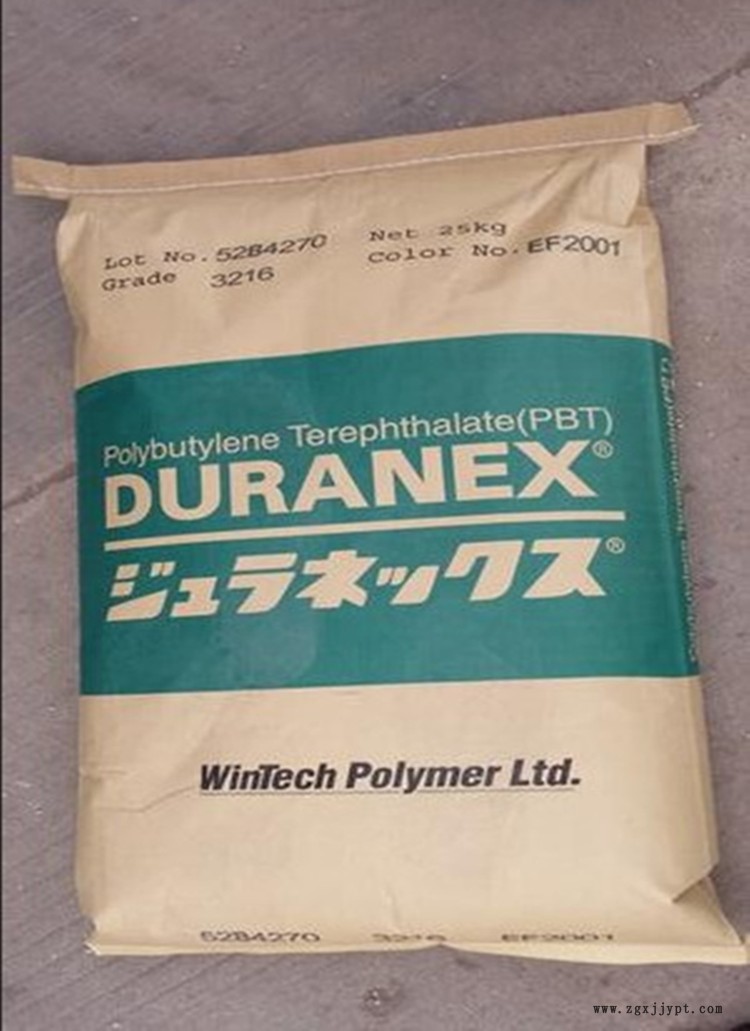 Lot No. 52B4270 Net 25kg
Grade 3216 Color No. EF2001
Polybutylene Terephthalate(PBT)
DURANEX®
ジュラネックス®
WinTech Polymer Ltd.
52B4270 3216 EF2001
www.zgxjjypt.com